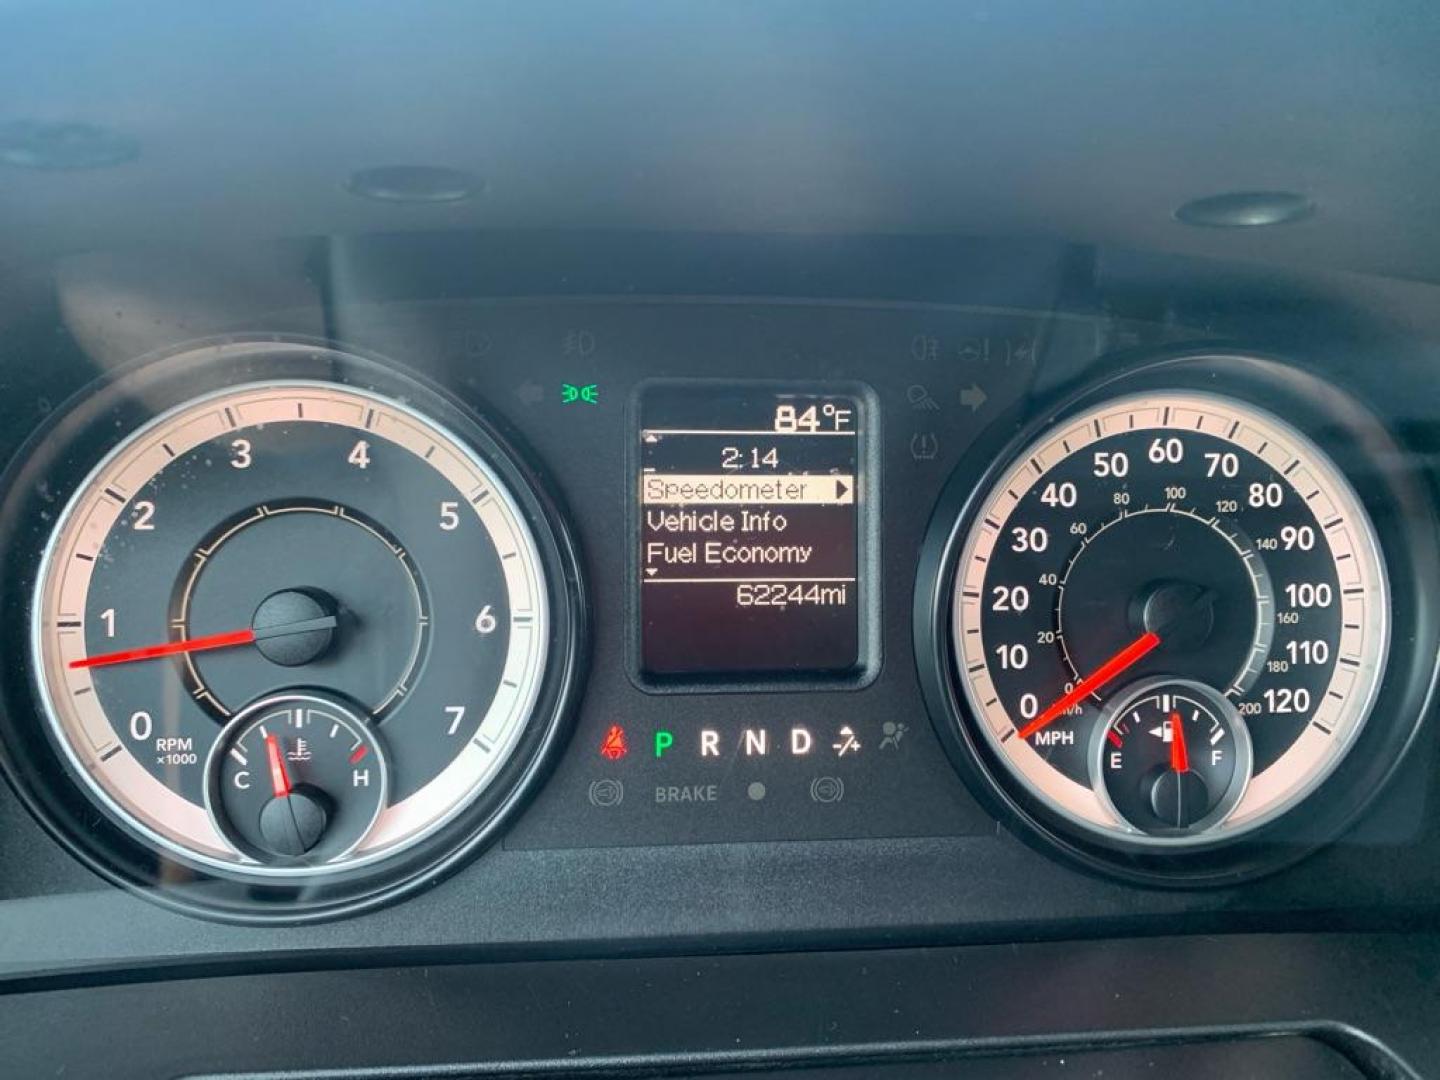 84°F
2:14
Speedometer
Vehicle Info
Fuel Economy
62244mi
0 1 2 3 4 5 6 7
RPM
×1000
C H
P R N D
BRAKE
0 10 20 30 40 50 60 70 80 90 100 110 120
MPH
0 20 40 60 80 100 120 140 160 180 200
km/h
E F